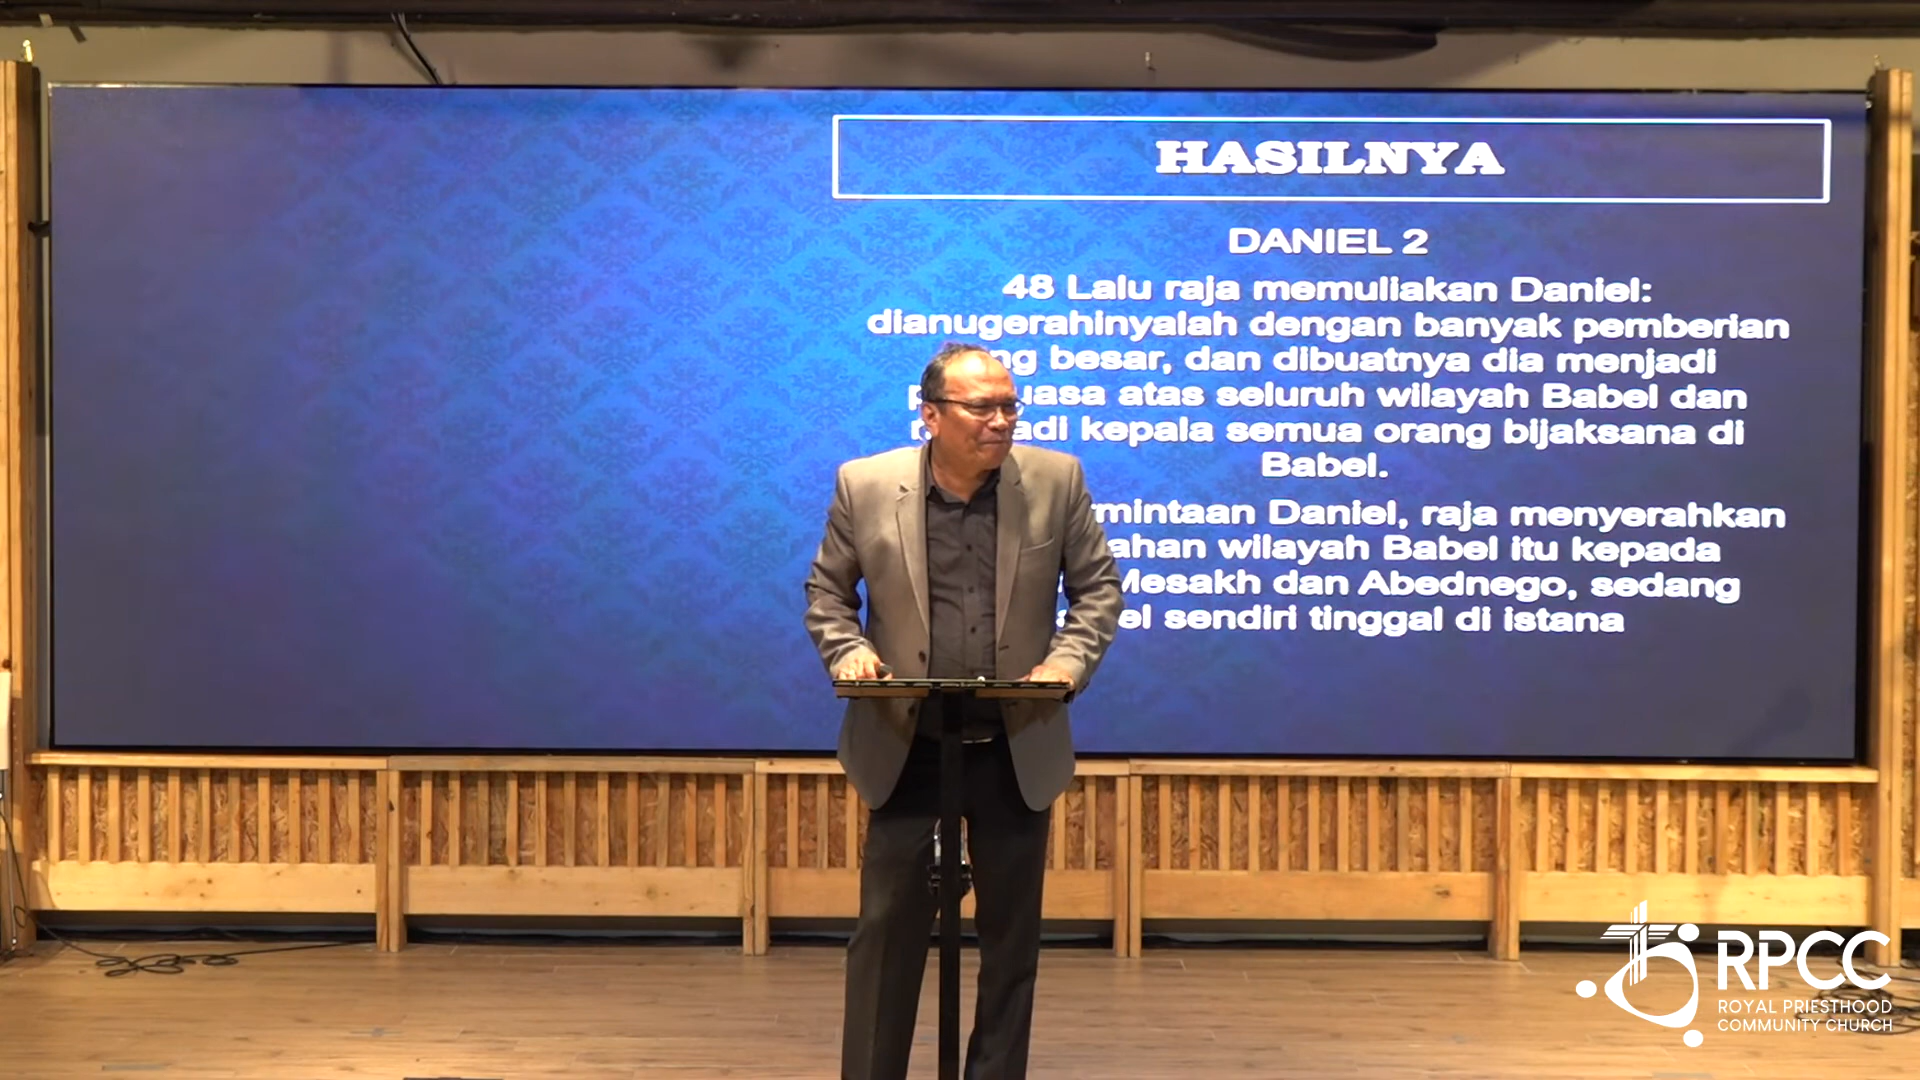 HASILNYA
DANIEL 2
48 Lalu raja memuliakan Daniel:
dianugerahinyalah dengan banyak pemberian
besar, dan dibuatnya dia menjadi
atas seluruh wilayah Babel dan
kepala semua orang bijaksana di
Babel.
Daniel, raja menyerahkan
wilayah Babel itu kepada
Mesakh dan Abednego, sedang
sendiri tinggal di istana
RPCC
ROYAL PRIESTHOOD
COMMUNITY CHURCH